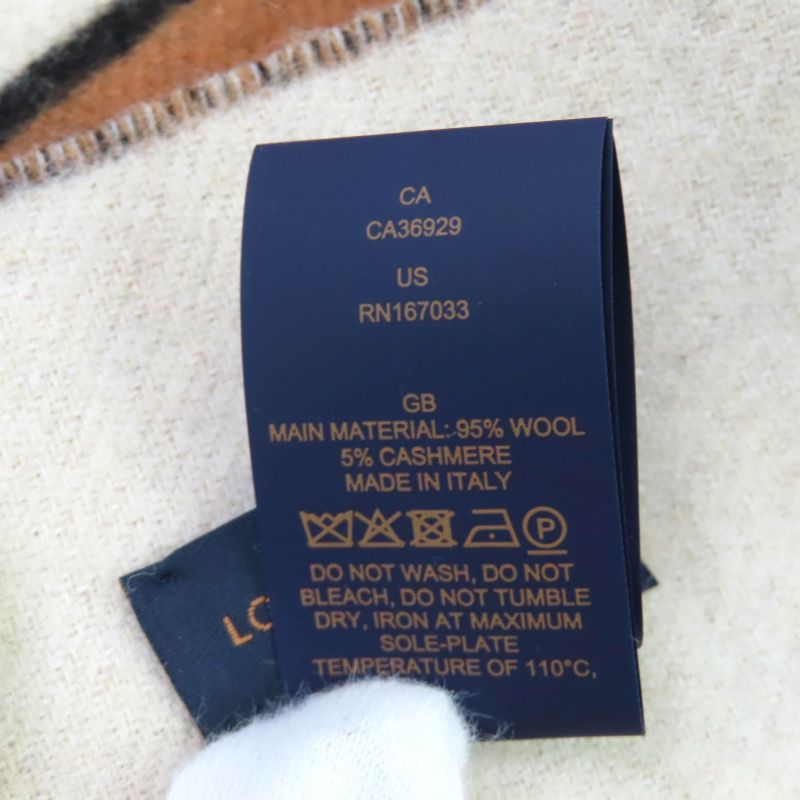 CA
CA36929
US
RN167033
GB
MAIN MATERIAL: 95% WOOL
5% CASHMERE
MADE IN ITALY
P
DO NOT WASH, DO NOT
BLEACH, DO NOT TUMBLE
DRY, IRON AT MAXIMUM
SOLE-PLATE
TEMPERATURE OF 110°C,